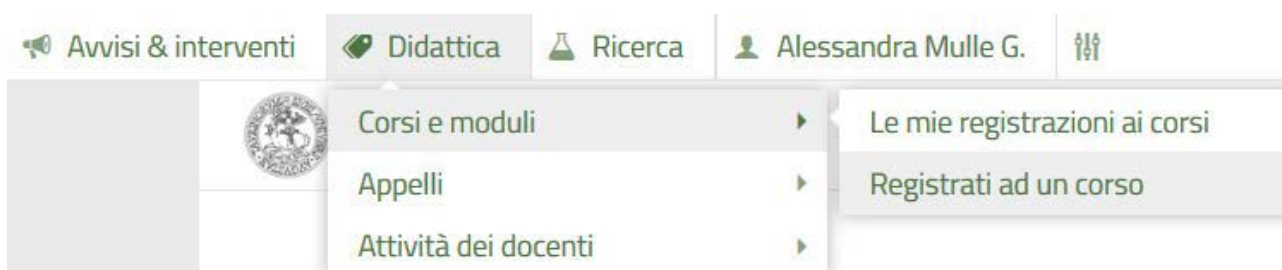 Avvisi & interventi Didattica Ricerca Alessandra Mulle G.
Corsi e moduli Le mie registrazioni ai corsi
Appelli Registrati ad un corso
Attività dei docenti